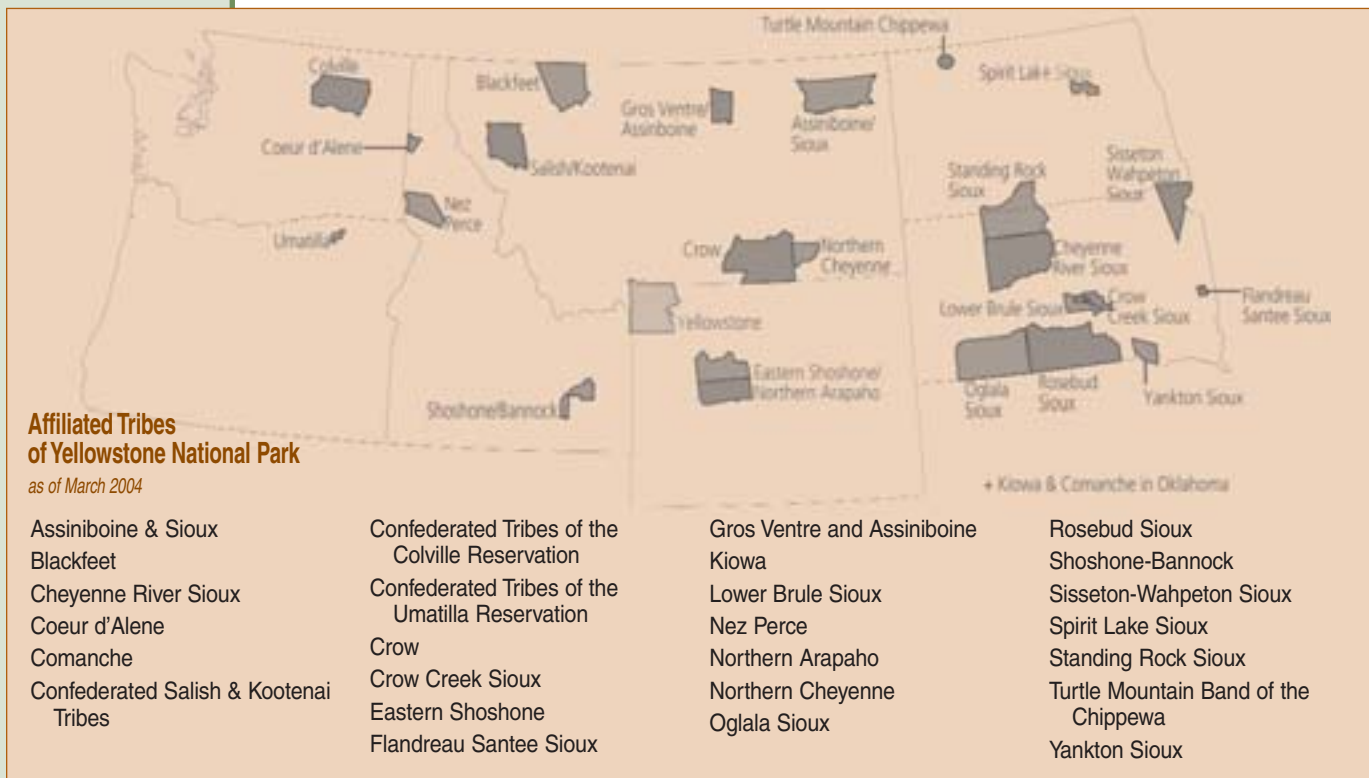 Turtle Mountain Chippewa
Colville
Blackfeet
Spirit Lake Sioux
Gros Ventre/
Assiniboine
Assiniboine/
Sioux
Coeur d'Alene
Salish/Kootenai
Standing Rock
Sioux
Sisseton
Wahpeton
Sioux
Nez
Perce
Umatilla
Crow
Northern
Cheyenne
Cheyenne
River Sioux
Lower Brule Sioux
Crow
Creek Sioux
Flandreau
Santee Sioux
Yellowstone
Eastern Shoshone/
Northern Arapaho
Shoshone/Bannock
Oglala
Sioux
Rosebud
Sioux
Yankton Sioux
+ Kiowa & Comanche in Oklahoma
Affiliated Tribes
of Yellowstone National Park
as of March 2004
Assiniboine & Sioux
Blackfeet
Cheyenne River Sioux
Coeur d'Alene
Comanche
Confederated Salish & Kootenai
Tribes
Confederated Tribes of the
Colville Reservation
Confederated Tribes of the
Umatilla Reservation
Crow
Crow Creek Sioux
Eastern Shoshone
Flandreau Santee Sioux
Gros Ventre and Assiniboine
Kiowa
Lower Brule Sioux
Nez Perce
Northern Arapaho
Northern Cheyenne
Oglala Sioux
Rosebud Sioux
Shoshone-Bannock
Sisseton-Wahpeton Sioux
Spirit Lake Sioux
Standing Rock Sioux
Turtle Mountain Band of the
Chippewa
Yankton Sioux